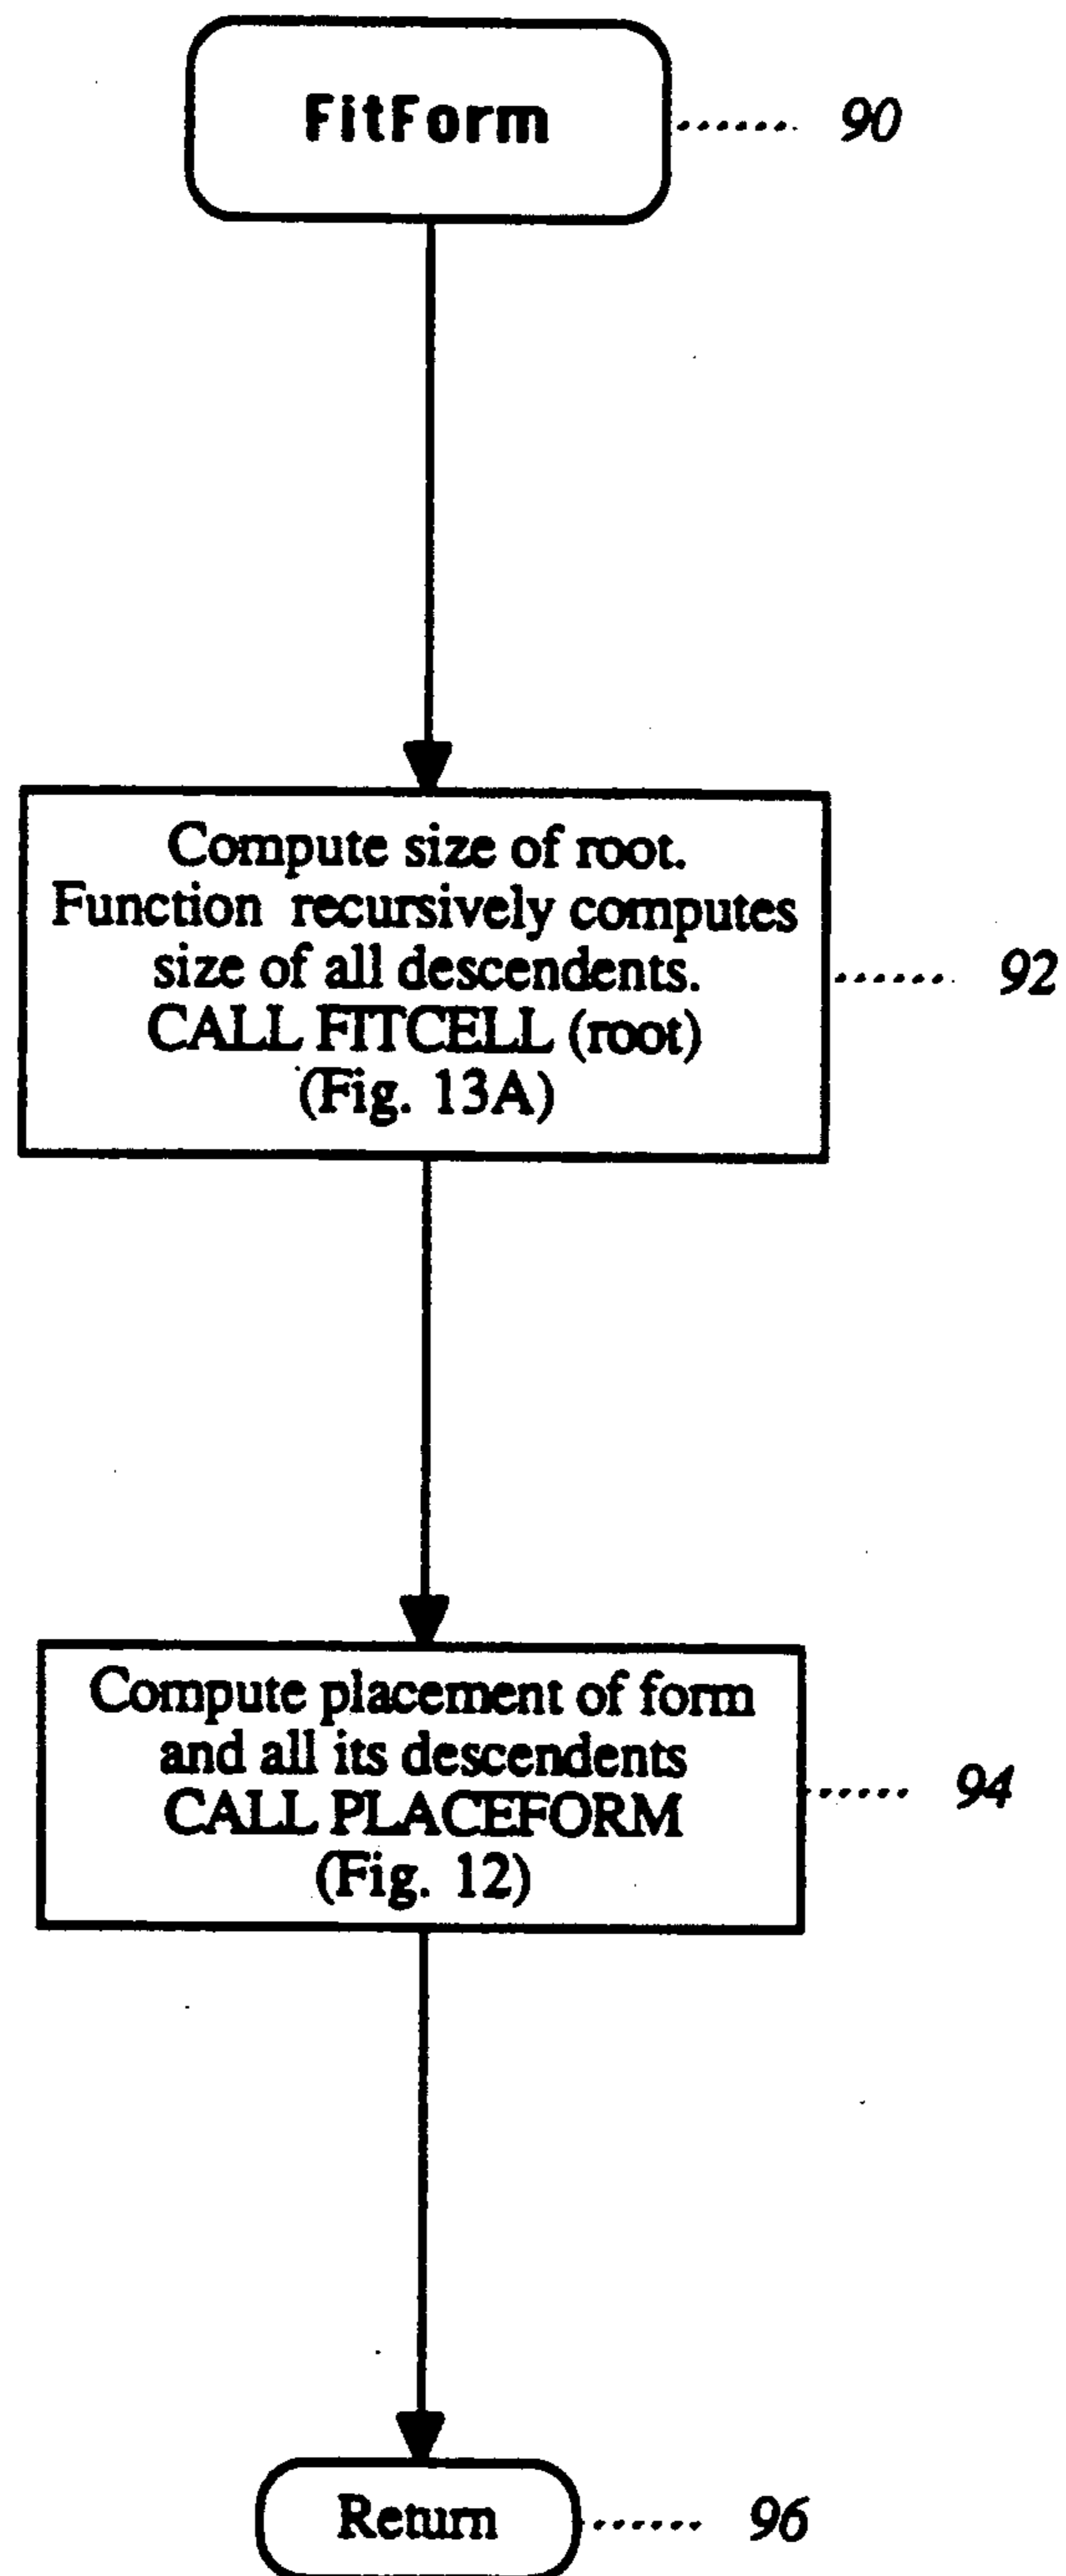 FitForm
90
Compute size of root.
Function recursively computes
size of all descendents.
CALL FITCELL (root)
(Fig. 13A)
92
Compute placement of form
and all its descendents
CALL PLACEFORM
(Fig. 12)
94
Return
96